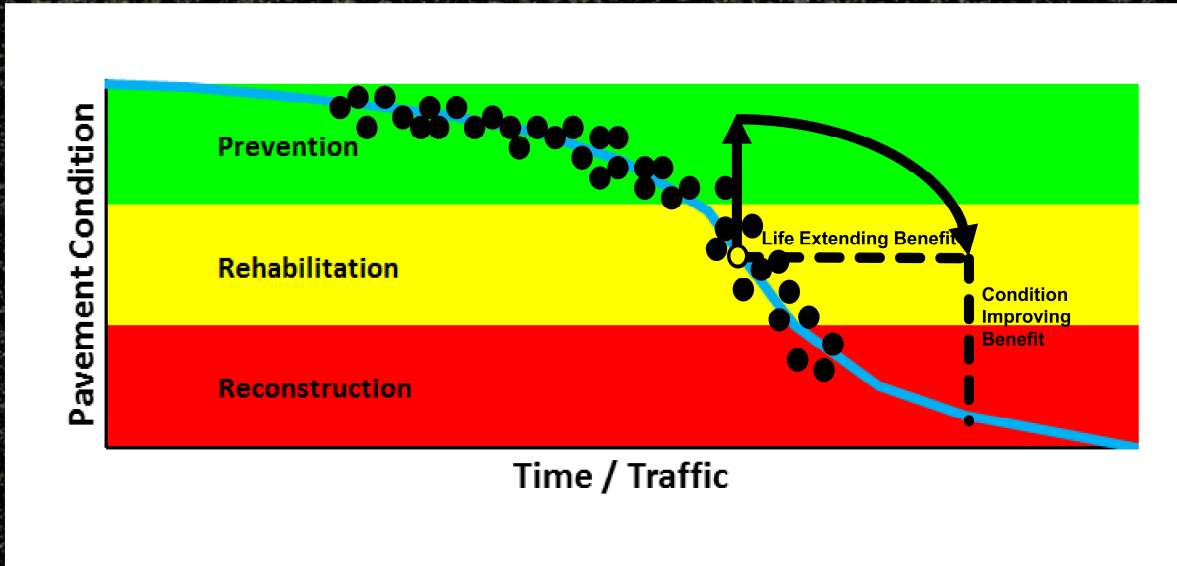 Pavement Condition
Prevention
Rehabilitation
Reconstruction
Life Extending Benefit
Condition
Improving
Benefit
Time / Traffic